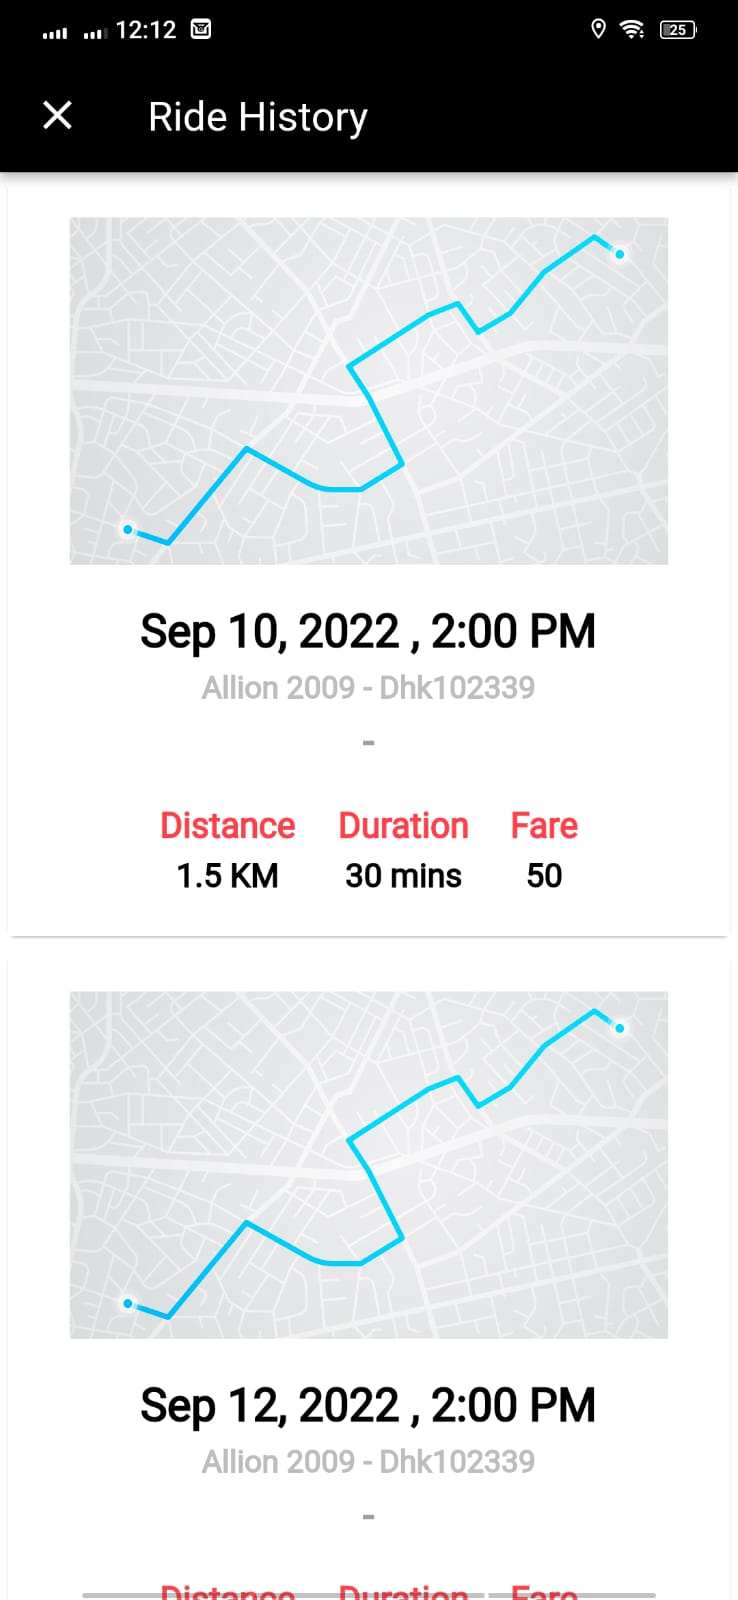 12:12 25
Ride History
Sep 10, 2022 , 2:00 PM
Allion 2009 - Dhk102339
-
Distance Duration Fare
1.5 KM 30 mins 50
Sep 12, 2022 , 2:00 PM
Allion 2009 - Dhk102339
-
Distance Duration Fare